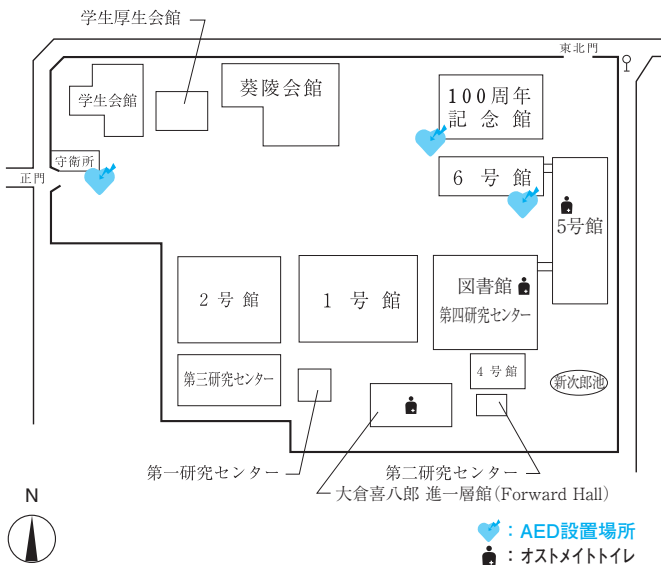 学生厚生会館
東北門
学生会館
葵陵会館
100周年
記念館
守衛所
正門
6号館
5号館
2号館
1号館
図書館
第四研究センター
第三研究センター
4号館
新次郎池
第一研究センター
第二研究センター
大倉喜八郎 進一層館(Forward Hall)
N
：AED設置場所
：オストメイトトイレ